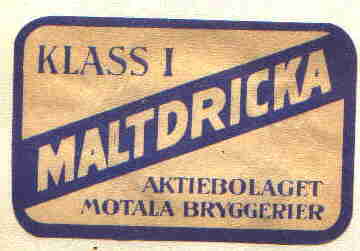 KLASS I
MALTDRICKA
AKTIEBOLAGET
MOTALA BRYGGERIER